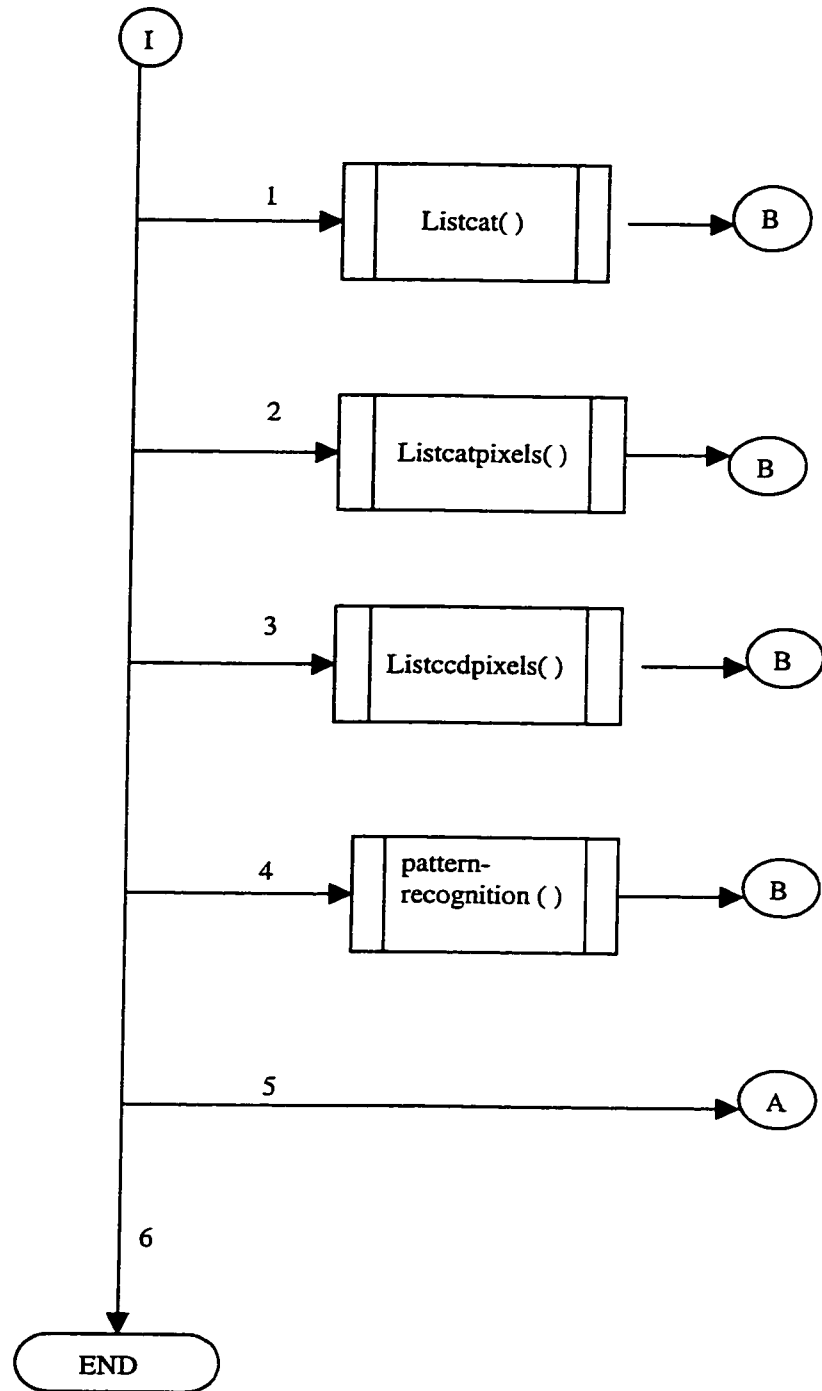 I
1
Listcat( )
B
2
Listcatpixels( )
B
3
Listccdpixels( )
B
4
pattern-
recognition ( )
B
5
A
6
END